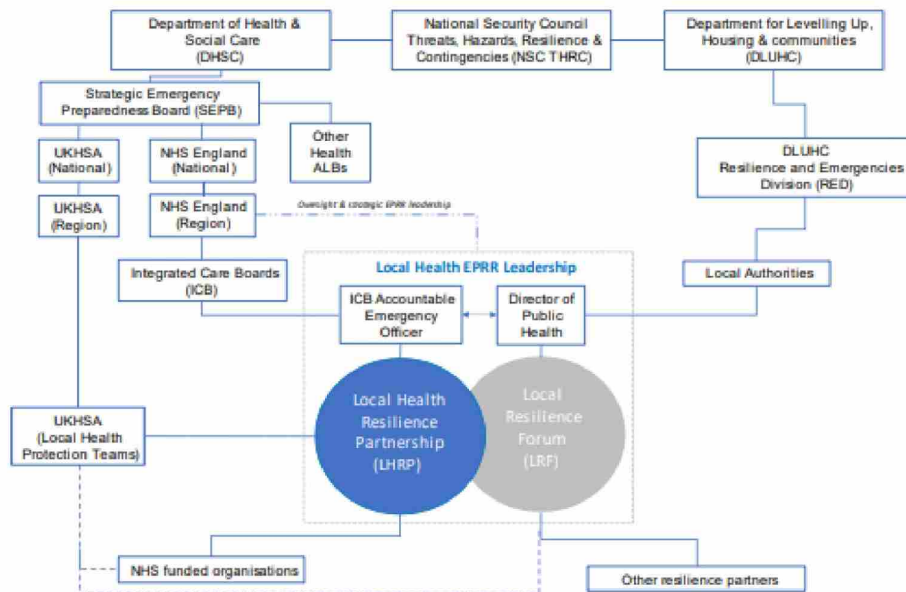 Department of Health &
Social Care
(DHSC)
National Security Council
Threats, Hazards, Resilience &
Contingencies (NSC THRC)
Department for Levelling Up,
Housing & communities
(DLUHC)
Strategic Emergency
Preparedness Board (SEPB)
UKHSA
(National)
NHS England
(National)
Other
Health
ALBs
DLUHC
Resilience and Emergencies
Division (RED)
UKHSA
(Region)
NHS England
(Region)
Oversight & strategic EPRR leadership
Integrated Care Boards
(ICB)
Local Health EPRR Leadership
Local Authorities
ICB Accountable
Emergency
Officer
Director of
Public
Health
Local Health
Resilience
Partnership
(LHRP)
Local
Resilience
Forum
(LRF)
UKHSA
(Local Health
Protection Teams)
NHS funded organisations
Other resilience partners